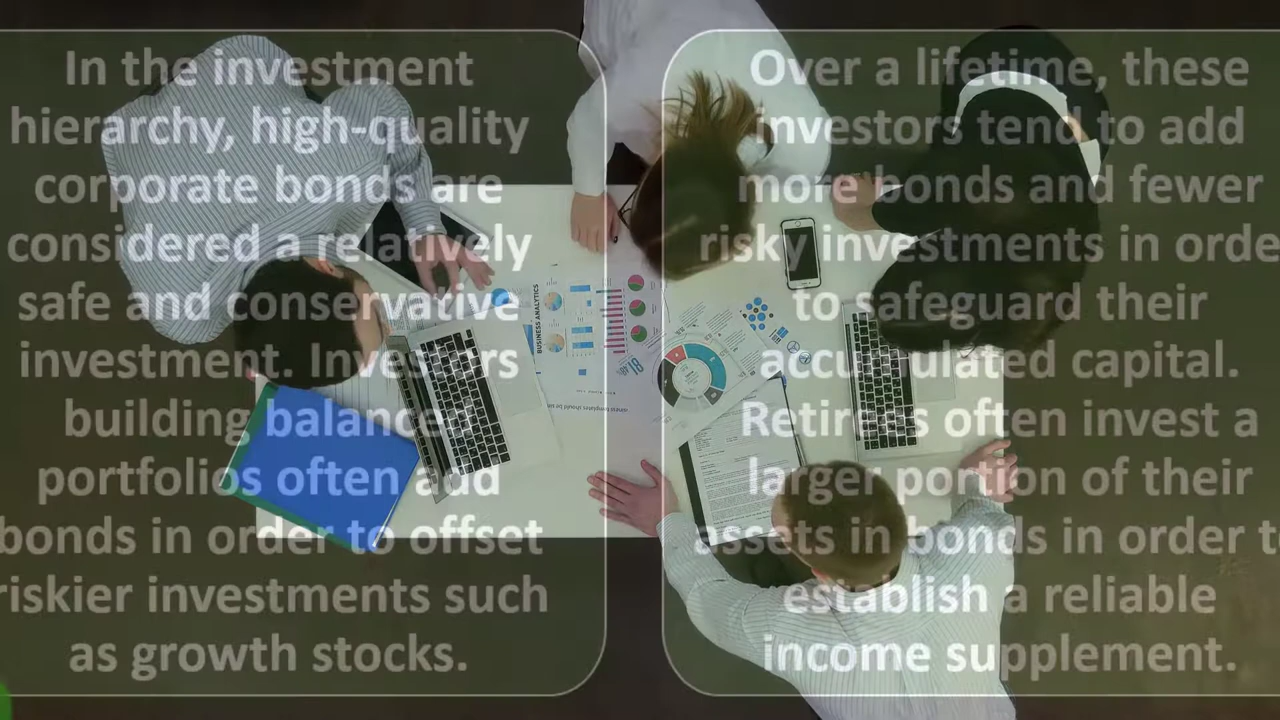 In the investment
hierarchy, high-quality
corporate bonds are
considered a relatively
safe and conservative
investment. Investors
building balanced
portfolios often add
bonds in order to offset
riskier investments such
as growth stocks.
Over a lifetime, these
investors tend to add
more bonds and fewer
risky investments in orde
to safeguard their
accumulated capital.
Retirees often invest a
larger portion of their
assets in bonds in order t
establish a reliable
income supplement.
BUSINESS ANALYTICS